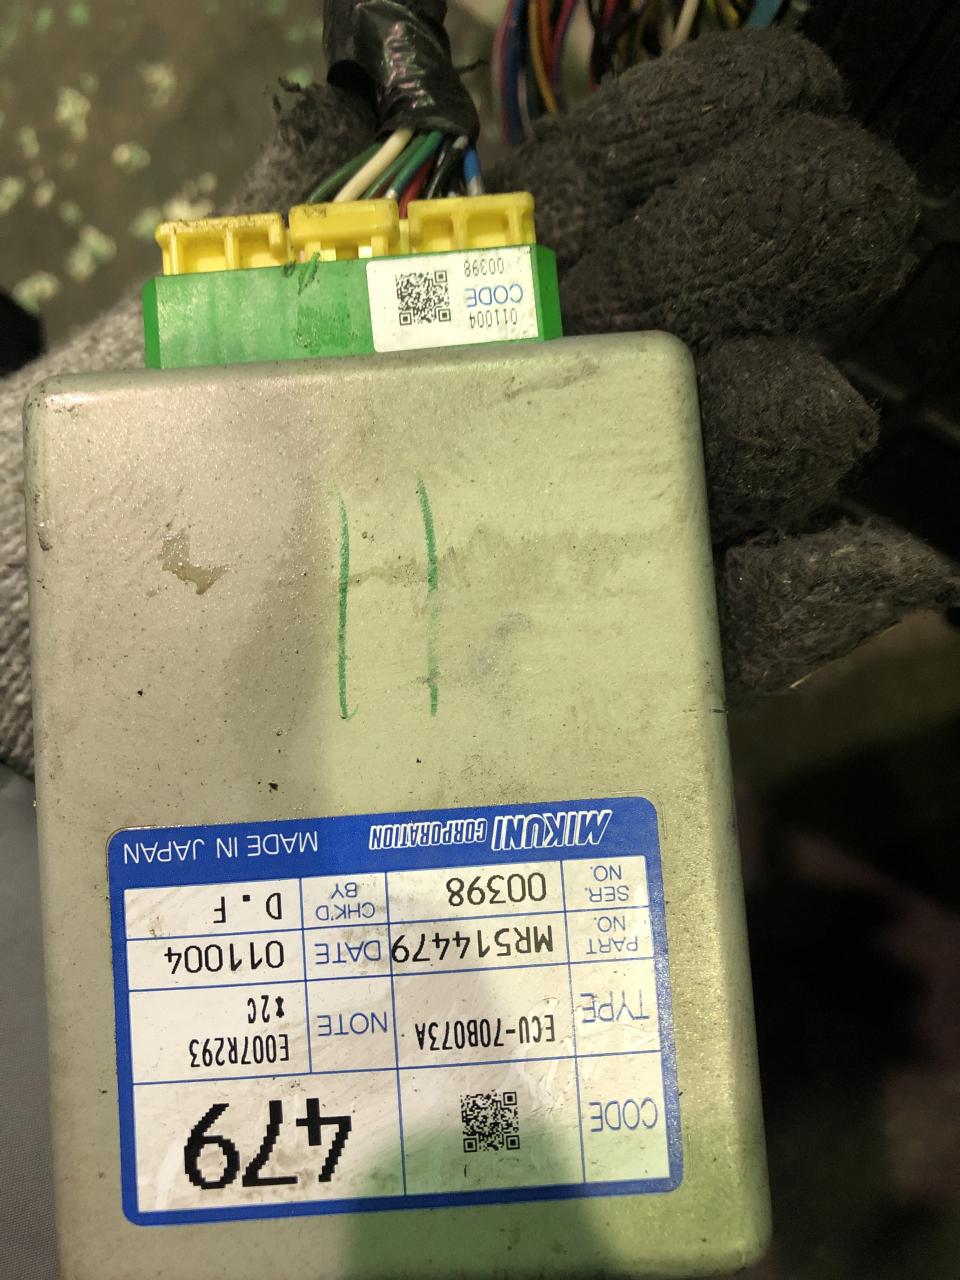 CODE
479
TYPE
ECU-70B073A
NOTE
E007R293
*2C
PART NO.
MR514479
DATE
011004
SER. NO.
00398
CHK'D BY
D.F
MIKUNI CORPORATION
MADE IN JAPAN
011004
CODE
00398